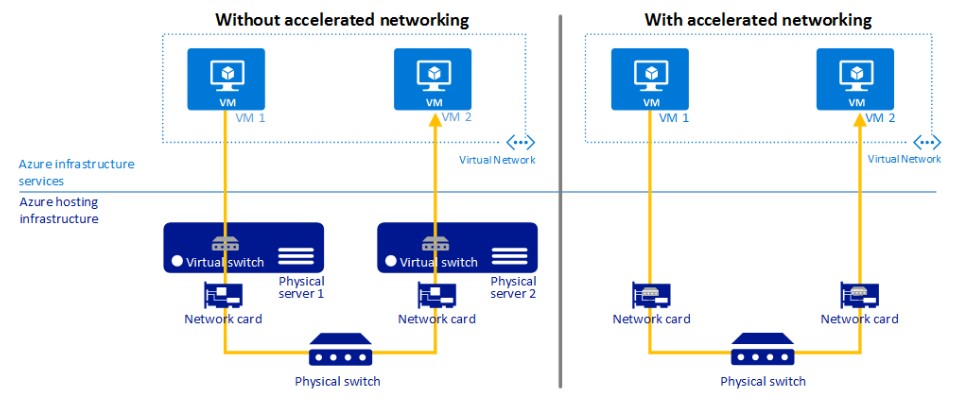 Without accelerated networking
With accelerated networking
VM
VM 1
VM
VM 2
VM
VM 1
VM
VM 2
Virtual Network
Virtual Network
Azure infrastructure
services
Azure hosting
infrastructure
Virtual switch
Virtual switch
Physical
server 1
Physical
server 2
Network card
Network card
Network card
Network card
Physical switch
Physical switch